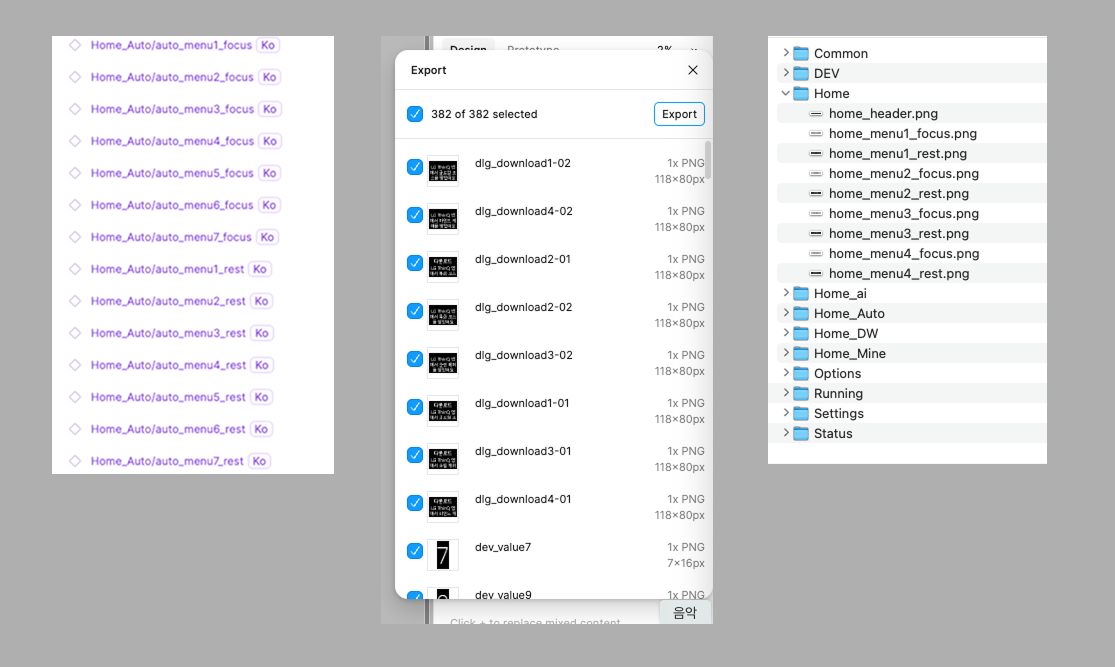 Home_Auto/auto_menu1_focus Ko
Home_Auto/auto_menu2_focus Ko
Home_Auto/auto_menu3_focus Ko
Home_Auto/auto_menu4_focus Ko
Home_Auto/auto_menu5_focus Ko
Home_Auto/auto_menu6_focus Ko
Home_Auto/auto_menu7_focus Ko
Home_Auto/auto_menu1_rest Ko
Home_Auto/auto_menu2_rest Ko
Home_Auto/auto_menu3_rest Ko
Home_Auto/auto_menu4_rest Ko
Home_Auto/auto_menu5_rest Ko
Home_Auto/auto_menu6_rest Ko
Home_Auto/auto_menu7_rest Ko
Design Prototype 2%
Export
382 of 382 selected
Export
dlg_download1-02 1x PNG
118×80px
dlg_download4-02 1x PNG
118×80px
dlg_download2-01 1x PNG
118×80px
dlg_download2-02 1x PNG
118×80px
dlg_download3-02 1x PNG
118×80px
dlg_download1-01 1x PNG
118×80px
dlg_download3-01 1x PNG
118×80px
dlg_download4-01 1x PNG
118×80px
7
dev_value7 1x PNG
7×16px
dev_value9 1x PNG
Click + to replace mixed content
음악
Common
DEV
Home
home_header.png
home_menu1_focus.png
home_menu1_rest.png
home_menu2_focus.png
home_menu2_rest.png
home_menu3_focus.png
home_menu3_rest.png
home_menu4_focus.png
home_menu4_rest.png
Home_ai
Home_Auto
Home_DW
Home_Mine
Options
Running
Settings
Status